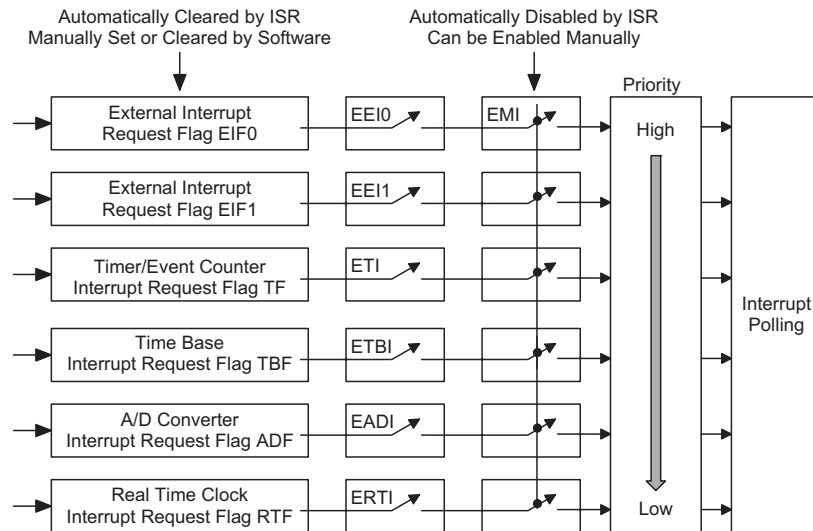 Automatically Cleared by ISR
Manually Set or Cleared by Software
Automatically Disabled by ISR
Can be Enabled Manually
Priority
External Interrupt
Request Flag EIF0
EEI0
EMI
High
External Interrupt
Request Flag EIF1
EEI1
Timer/Event Counter
Interrupt Request Flag TF
ETI
Time Base
Interrupt Request Flag TBF
ETBI
A/D Converter
Interrupt Request Flag ADF
EADI
Real Time Clock
Interrupt Request Flag RTF
ERTI
Low
Interrupt
Polling